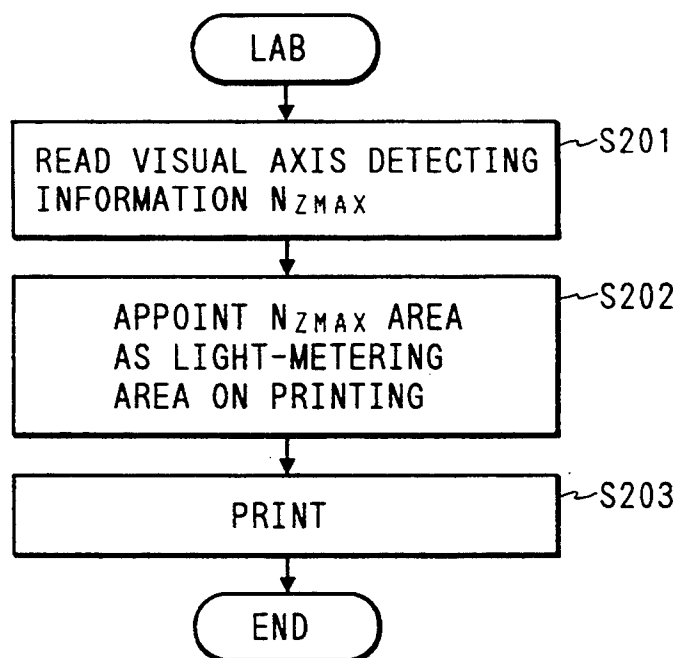 LAB
READ VISUAL AXIS DETECTING
INFORMATION NZMAX
S201
APPOINT NZMAX AREA
AS LIGHT-METERING
AREA ON PRINTING
S202
PRINT
S203
END